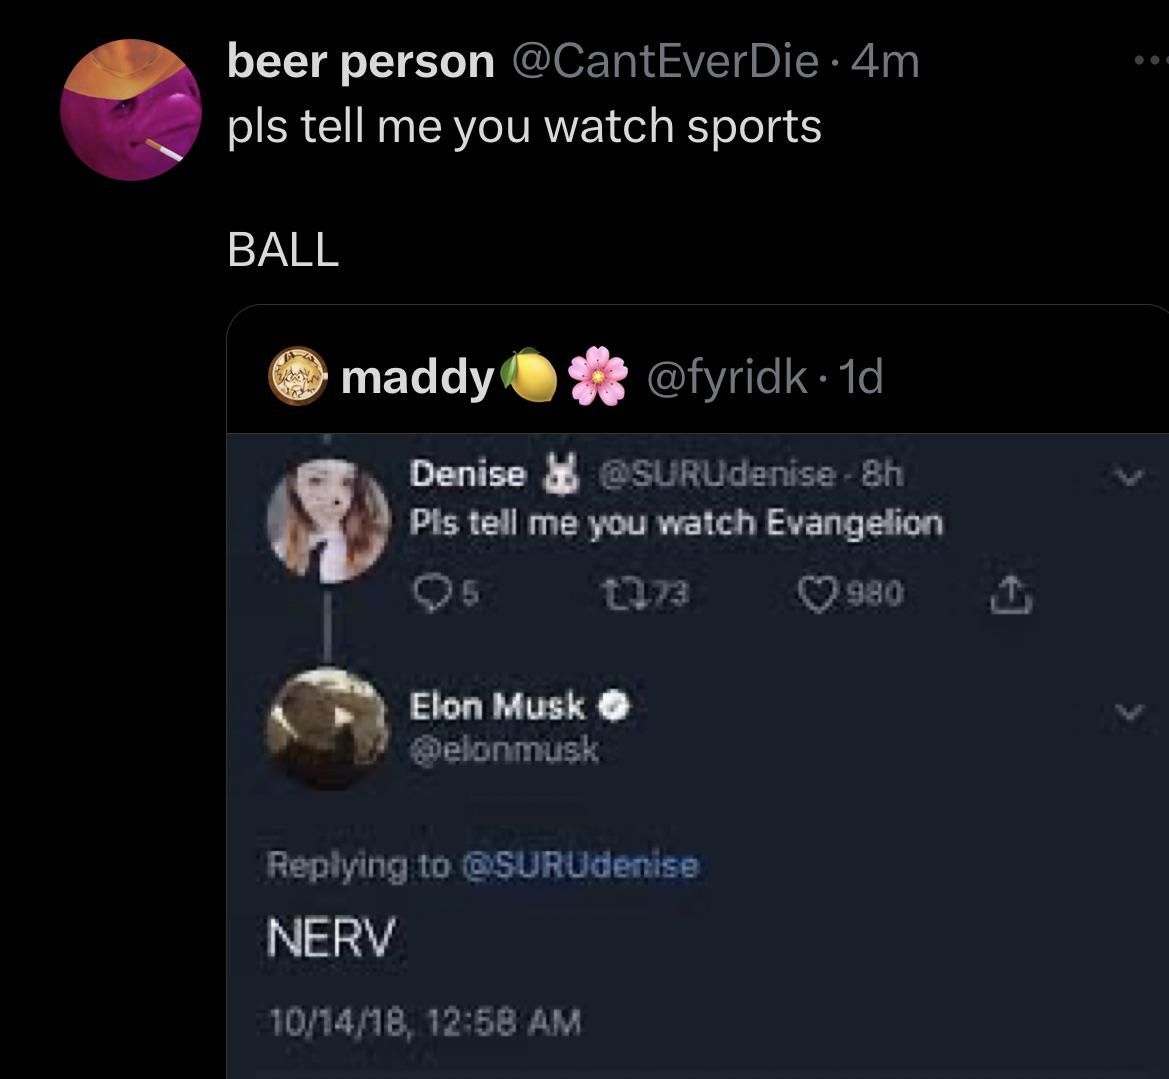 beer person @CantEverDie · 4m
pls tell me you watch sports
BALL
maddy🍋🌸 @fyridk · 1d
Denise 🐰 @SURUdenise · 8h
Pls tell me you watch Evangelion
5 73 980
Elon Musk
@elonmusk
Replying to @SURUdenise
NERV
10/14/18, 12:58 AM